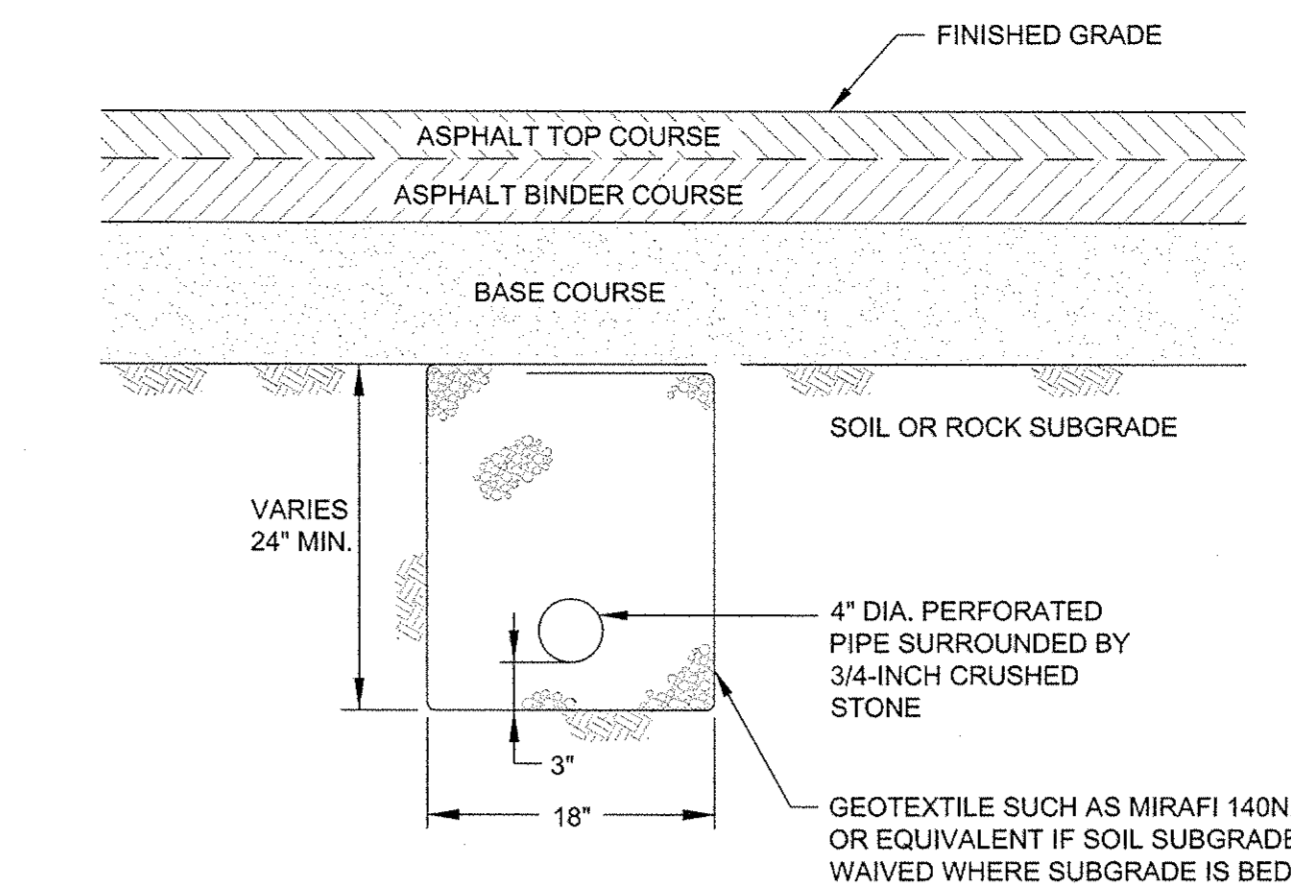 FINISHED GRADE
ASPHALT TOP COURSE
ASPHALT BINDER COURSE
BASE COURSE
SOIL OR ROCK SUBGRADE
VARIES
24" MIN.
4" DIA. PERFORATED
PIPE SURROUNDED BY
3/4-INCH CRUSHED
STONE
3"
18"
GEOTEXTILE SUCH AS MIRAFI 140N
OR EQUIVALENT IF SOIL SUBGRADE
WAIVED WHERE SUBGRADE IS BED